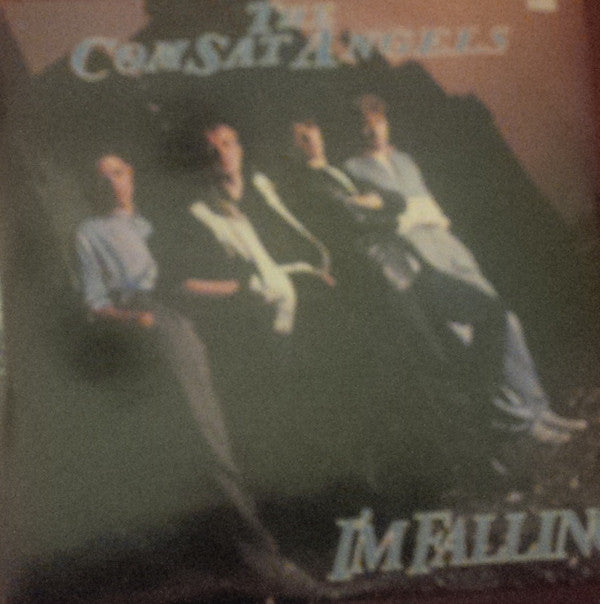 THE
COMSAT ANGELS
I'M FALLIN